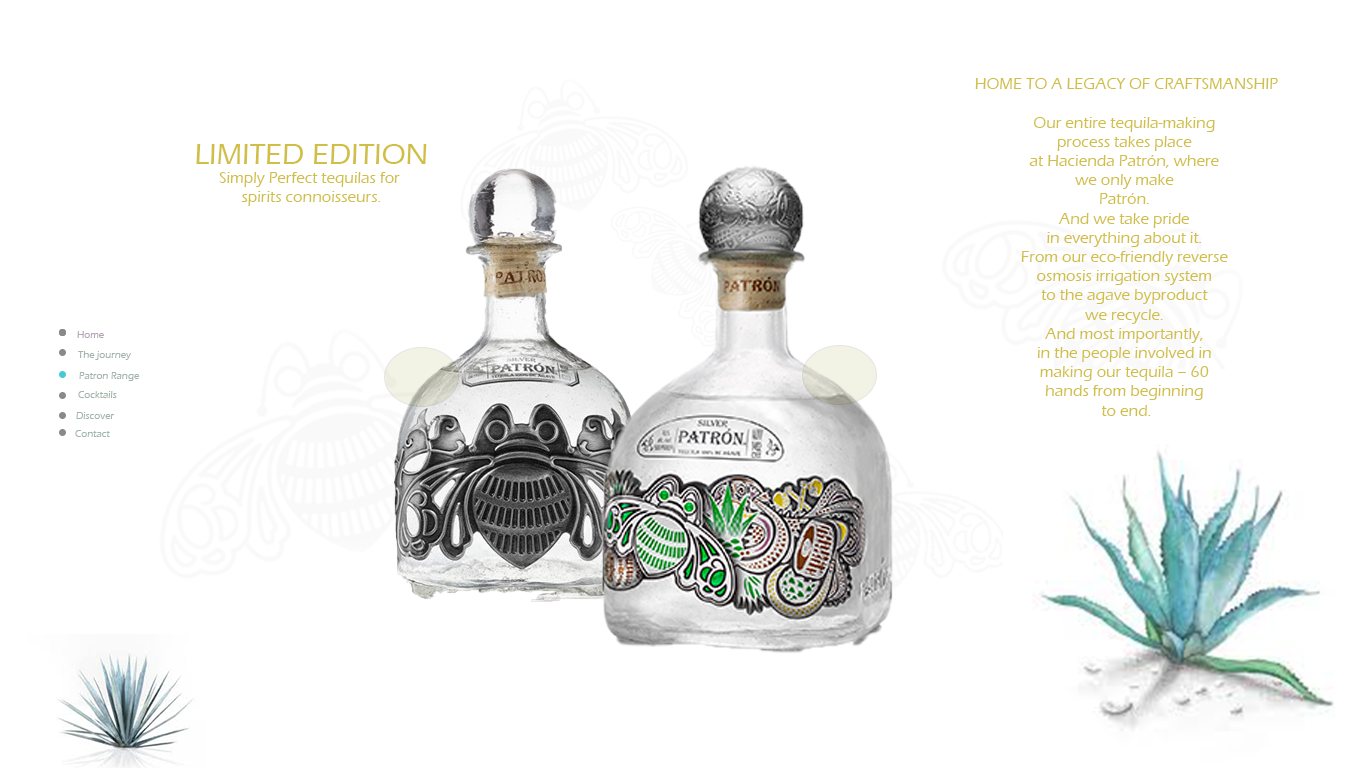 HOME TO A LEGACY OF CRAFTSMANSHIP
Our entire tequila-making
process takes place
at Hacienda Patrón, where
we only make
Patrón.
And we take pride
in everything about it.
From our eco-friendly reverse
osmosis irrigation system
to the agave byproduct
we recycle.
And most importantly,
in the people involved in
making our tequila – 60
hands from beginning
to end.
LIMITED EDITION
Simply Perfect tequilas for
spirits connoisseurs.
Home
The journey
Patron Range
Cocktails
Discover
Contact
PATRÓN
SILVER
PATRÓN
PATRÓN
SILVER
PATRÓN